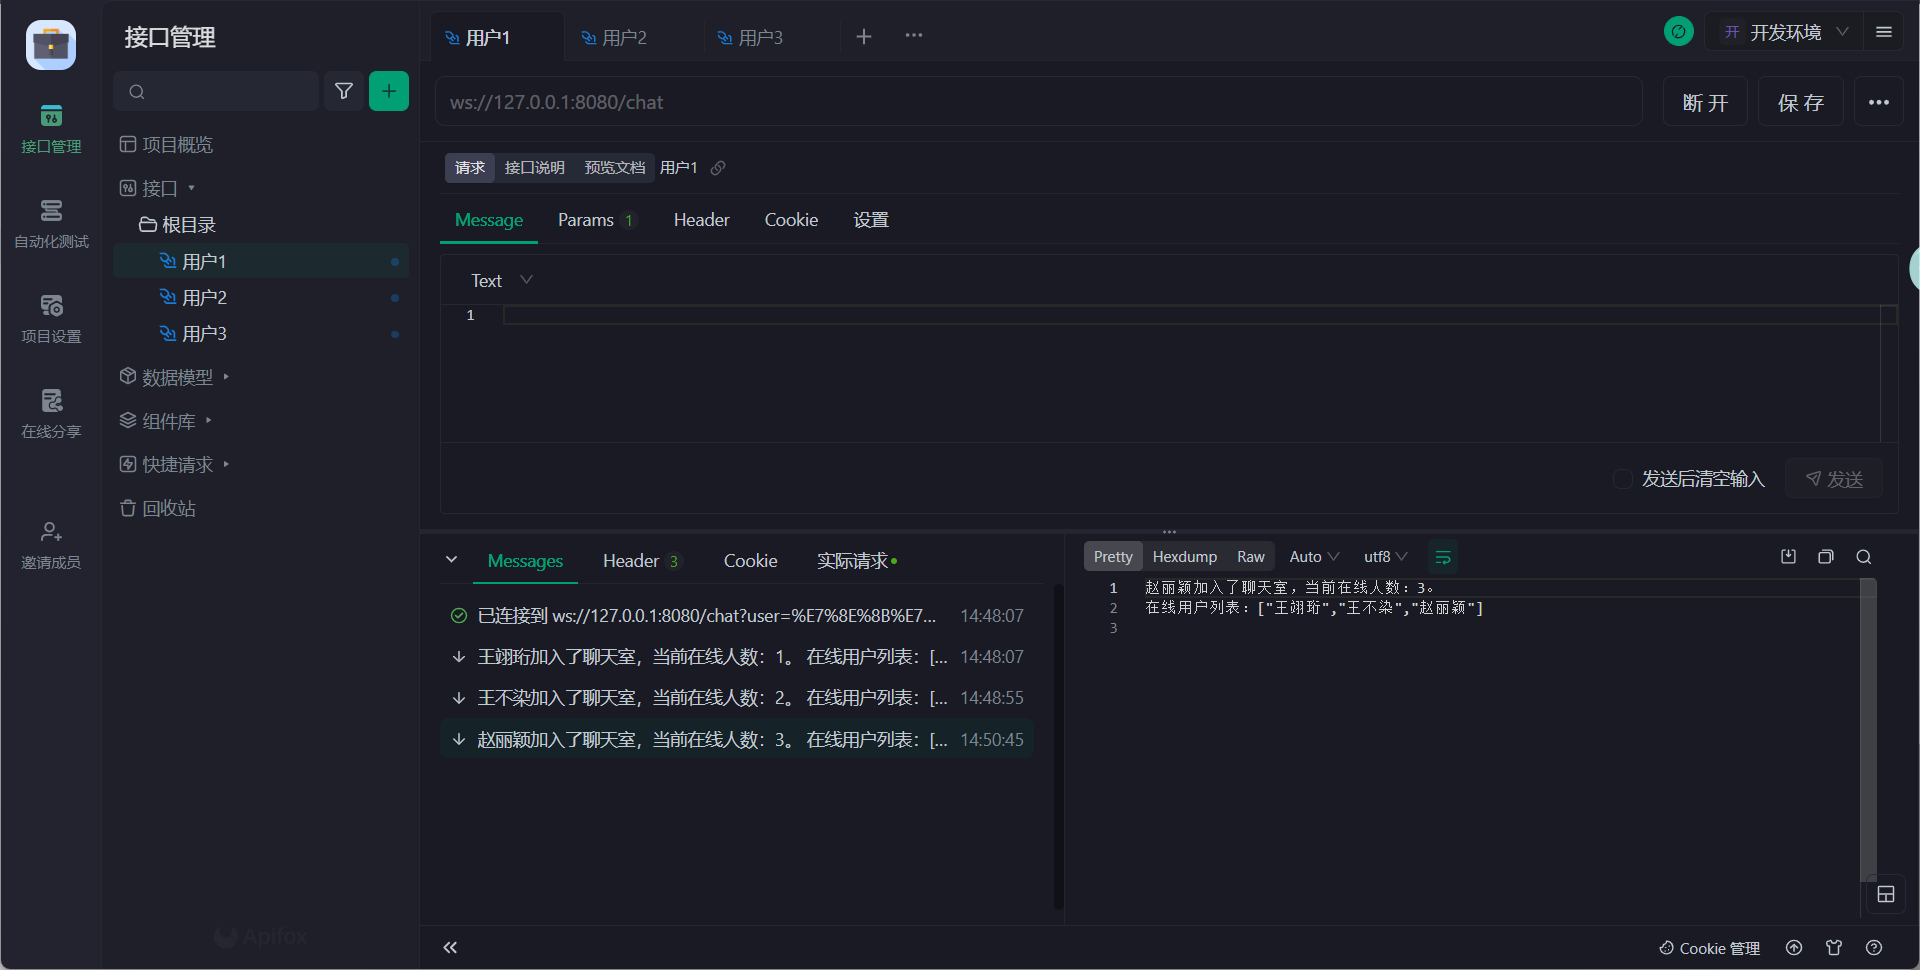 接口管理
自动化测试
项目设置
在线分享
邀请成员
接口管理
项目概览
接口
根目录
用户1
用户2
用户3
数据模型
组件库
快捷请求
回收站
Apifox
用户1
用户2
用户3
开 开发环境
ws://127.0.0.1:8080/chat
断开
保存
请求 接口说明 预览文档 用户1
Message Params 1 Header Cookie 设置
Text
1
发送后清空输入 发送
Messages Header 3 Cookie 实际请求
已连接到 ws://127.0.0.1:8080/chat?user=%E7%8E%8B%E7... 14:48:07
王翊珩加入了聊天室，当前在线人数：1。 在线用户列表：[... 14:48:07
王不染加入了聊天室，当前在线人数：2。 在线用户列表：[... 14:48:55
赵丽颖加入了聊天室，当前在线人数：3。 在线用户列表：[... 14:50:45
Pretty Hexdump Raw Auto utf8
1 赵丽颖加入了聊天室，当前在线人数：3。
2 在线用户列表：["王翊珩","王不染","赵丽颖"]
3
Cookie 管理